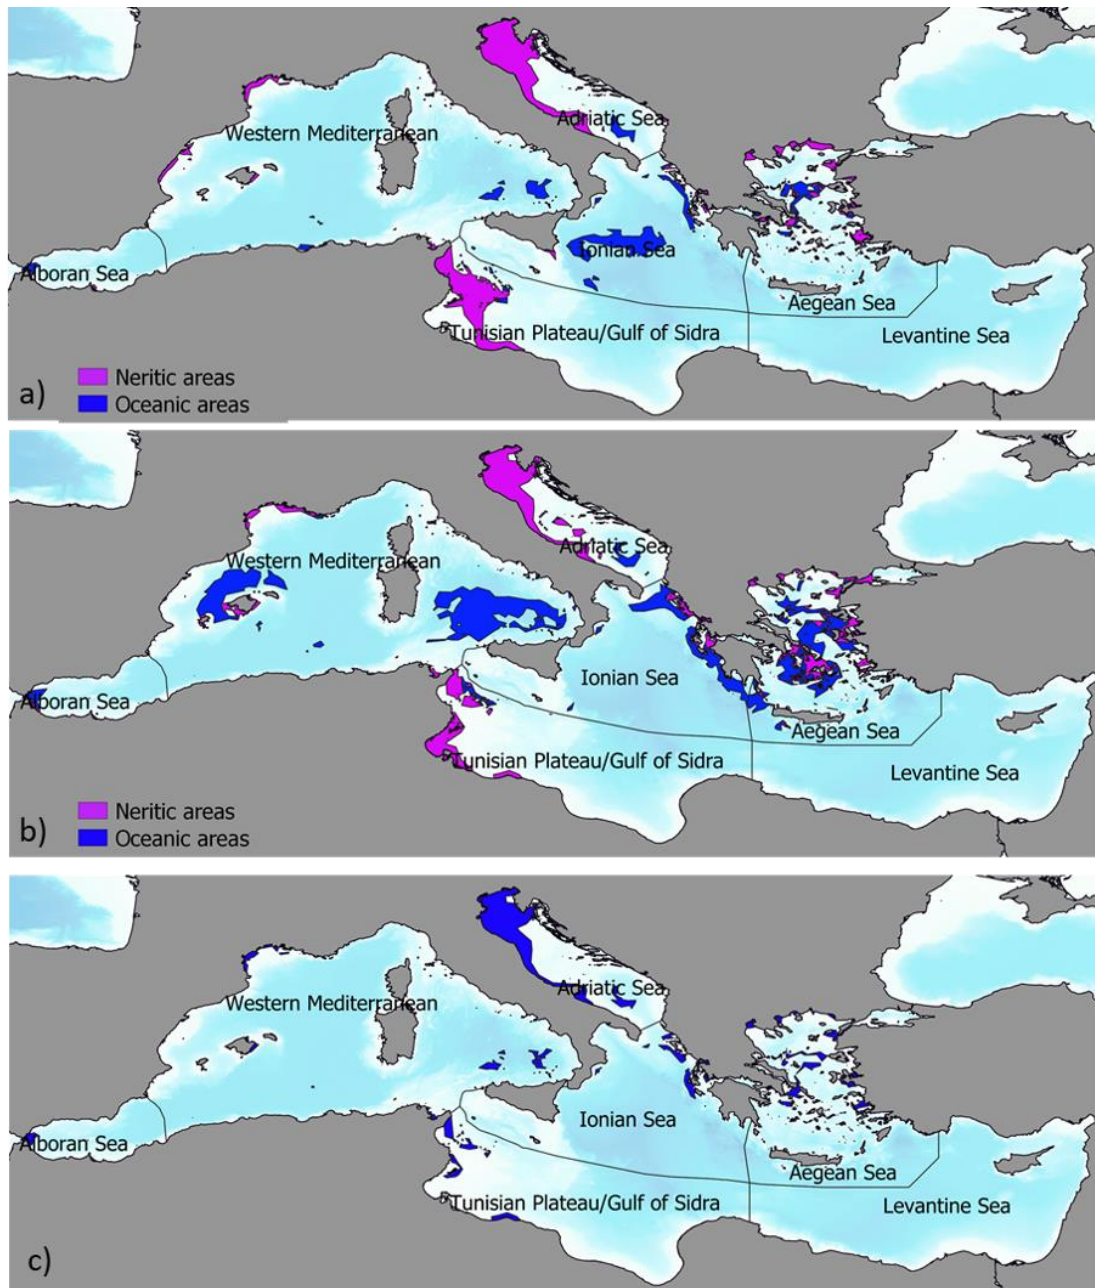 Adriatic Sea
Western Mediterranean
Ionian Sea
Alboran Sea
Aegean Sea
Tunisian Plateau/Gulf of Sidra
Levantine Sea
Neritic areas
Oceanic areas
a)
Adriatic Sea
Western Mediterranean
Ionian Sea
Alboran Sea
Aegean Sea
Tunisian Plateau/Gulf of Sidra
Levantine Sea
Neritic areas
Oceanic areas
b)
Adriatic Sea
Western Mediterranean
Ionian Sea
Alboran Sea
Aegean Sea
Tunisian Plateau/Gulf of Sidra
Levantine Sea
c)